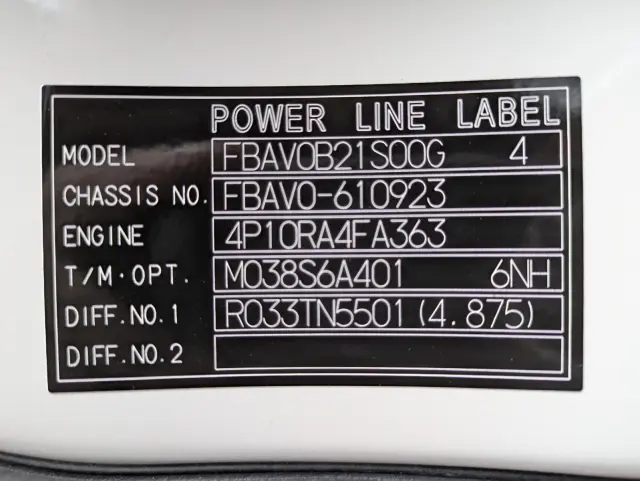 POWER LINE LABEL
MODEL FBAV0B21S00G 4
CHASSIS NO. FBAV0-610923
ENGINE 4P10RA4FA363
T/M·OPT. M038S6A401 6NH
DIFF.NO.1 R033TN5501 (4.875)
DIFF.NO.2